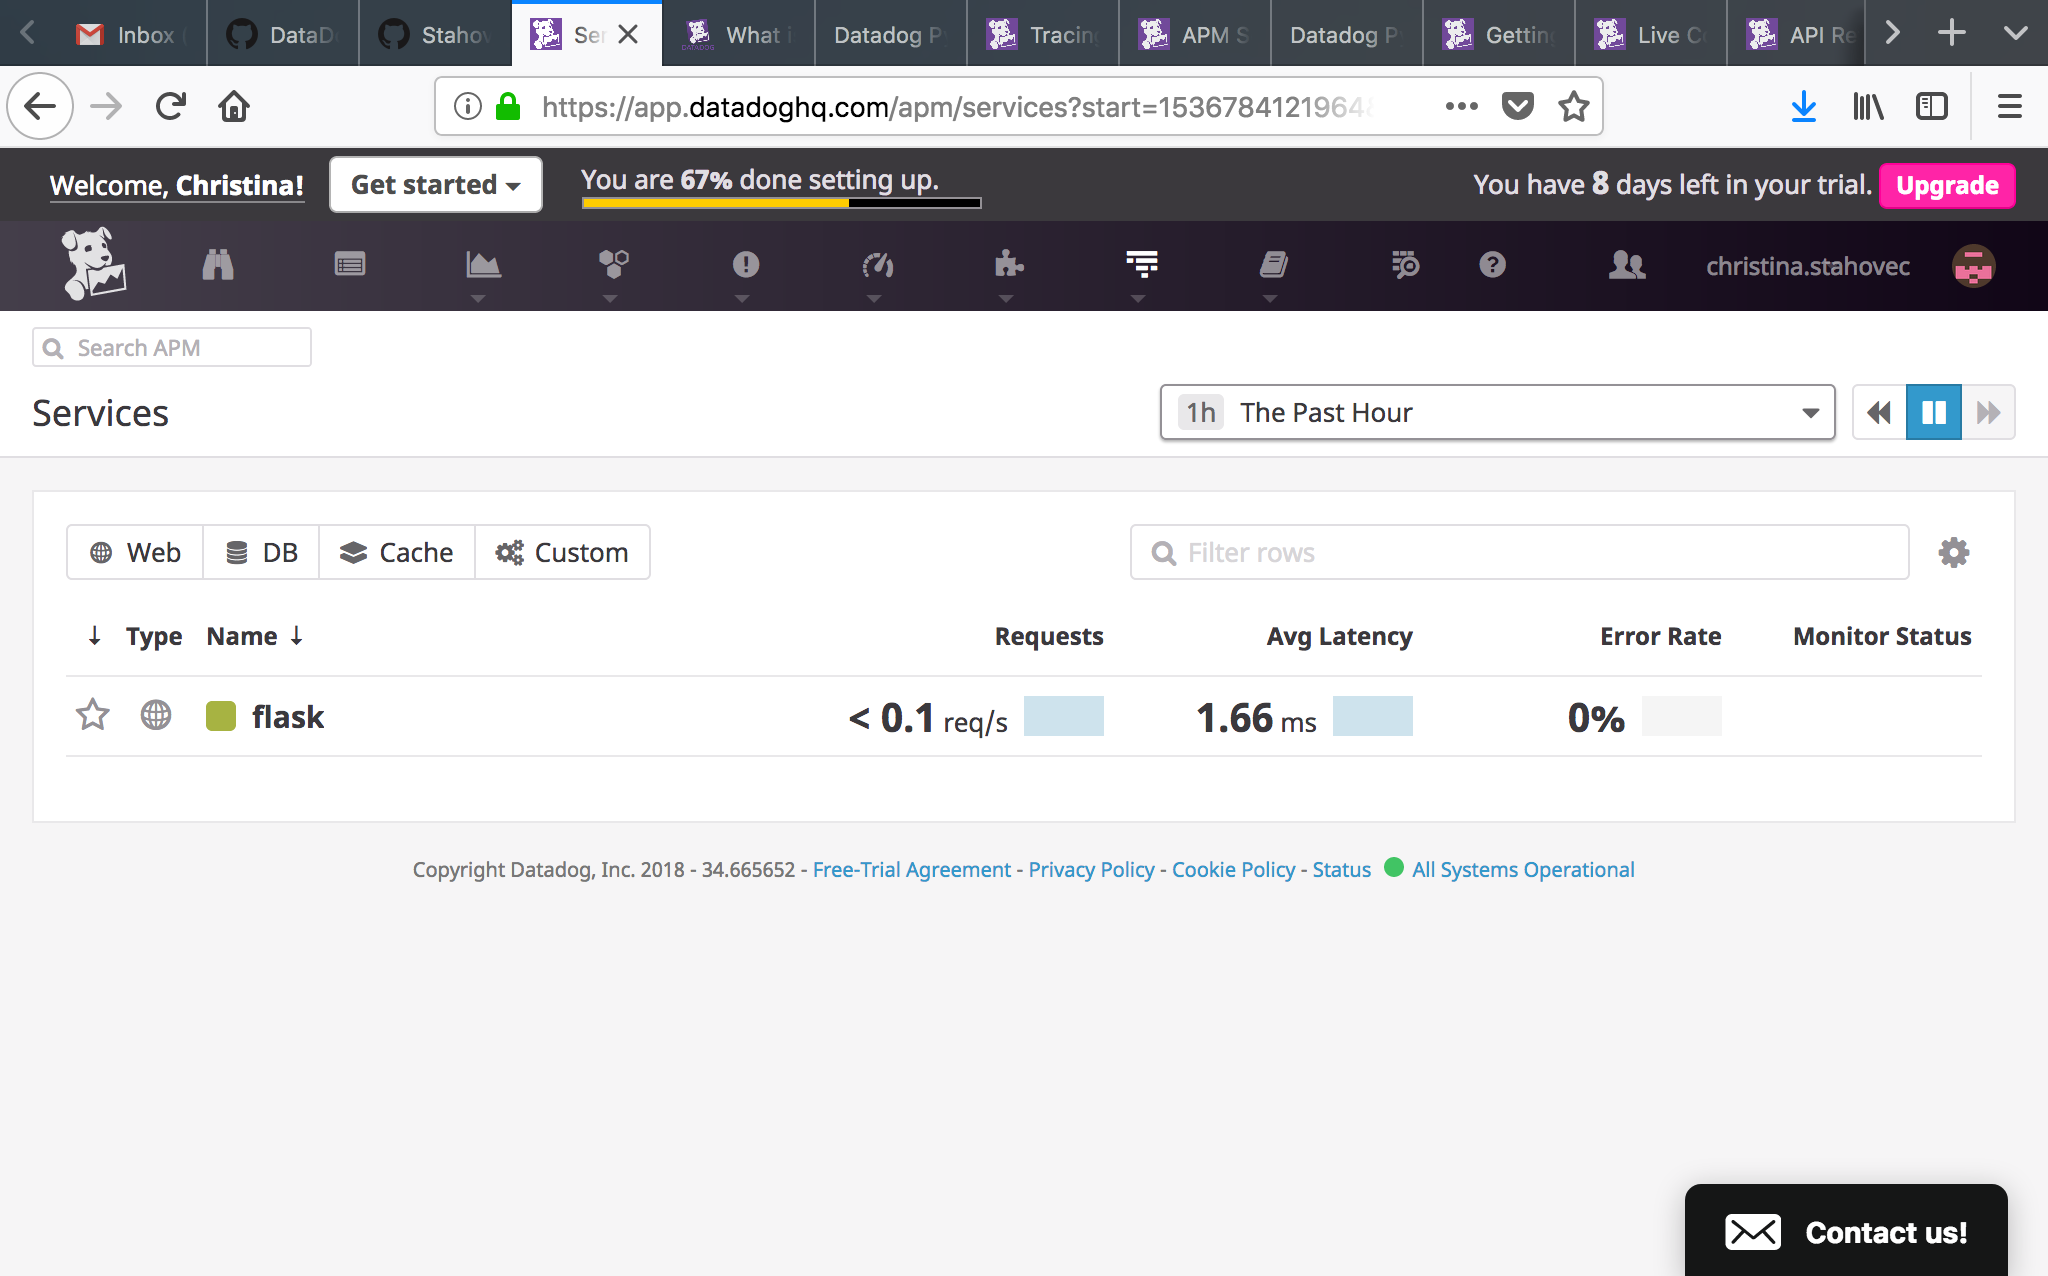 Inbox
DataD
Stahov
Ser
What i
Datadog P
Tracing
APM S
Datadog P
Getting
Live C
API Re
https://app.datadoghq.com/apm/services?start=1536784121964
Welcome, Christina!
Get started
You are 67% done setting up.
You have 8 days left in your trial.
Upgrade
christina.stahovec
Search APM
Services
1h The Past Hour
Web
DB
Cache
Custom
Filter rows
Type Name Requests Avg Latency Error Rate Monitor Status
flask < 0.1 req/s 1.66 ms 0%
Copyright Datadog, Inc. 2018 - 34.665652 - Free-Trial Agreement - Privacy Policy - Cookie Policy - Status All Systems Operational
Contact us!